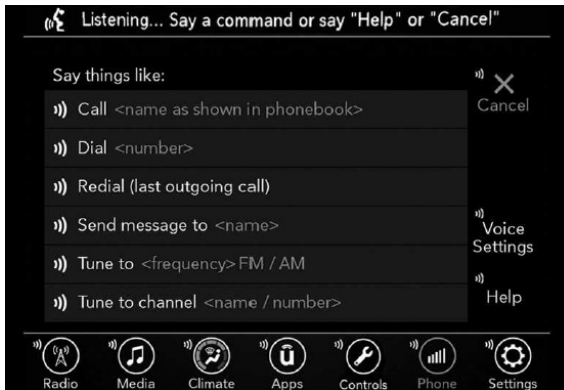 Listening... Say a command or say "Help" or "Cancel"
Say things like:
Call <name as shown in phonebook>
Dial <number>
Redial (last outgoing call)
Send message to <name>
Tune to <frequency> FM / AM
Tune to channel <name / number>
Cancel
Voice
Settings
Help
Radio Media Climate Apps Controls Phone Settings